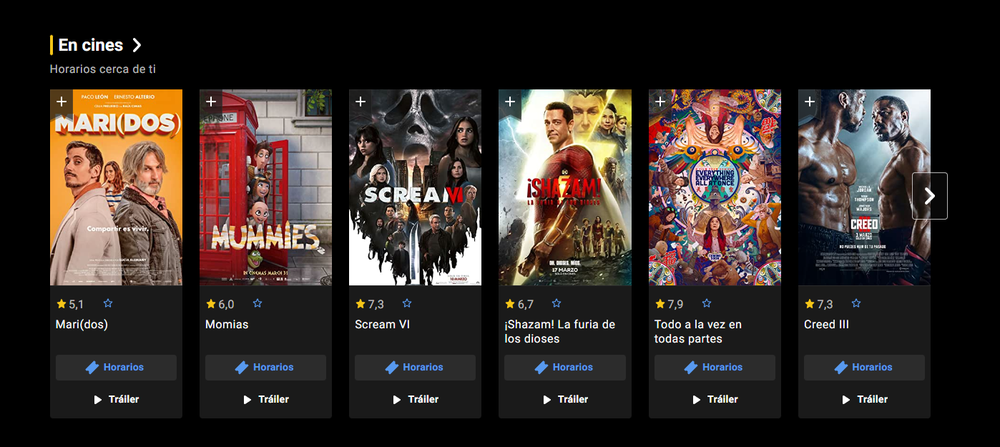 En cines
Horarios cerca de ti
PACO LEÓN ERNESTO ALTERIO
MARI(DOS)
Compartir es vivir.
LUCÍA ALEMANY
EPHONE
MUMMIES
IN CINEMAS MARCH 31
SCREAM VI
10 MARZO
DC
¡SHAZAM!
LA FURIA DE LOS DIOSES
OH. DIOSES. MÍOS.
17 MARZO
SOLO EN CINES
EVERYTHING
EVERYWHERE
ALL AT ONCE
COMING
SOON
MICHAEL B.
JORDAN
TESSA
THOMPSON
JONATHAN
MAJORS
CREED
3 MARZO
SOLO EN CINES
NO PUEDES HUIR DE TU PASADO
5,1
Mari(dos)
Horarios
Tráiler
6,0
Momias
Horarios
Tráiler
7,3
Scream VI
Horarios
Tráiler
6,7
¡Shazam! La furia de
los dioses
Horarios
Tráiler
7,9
Todo a la vez en
todas partes
Horarios
Tráiler
7,3
Creed III
Horarios
Tráiler